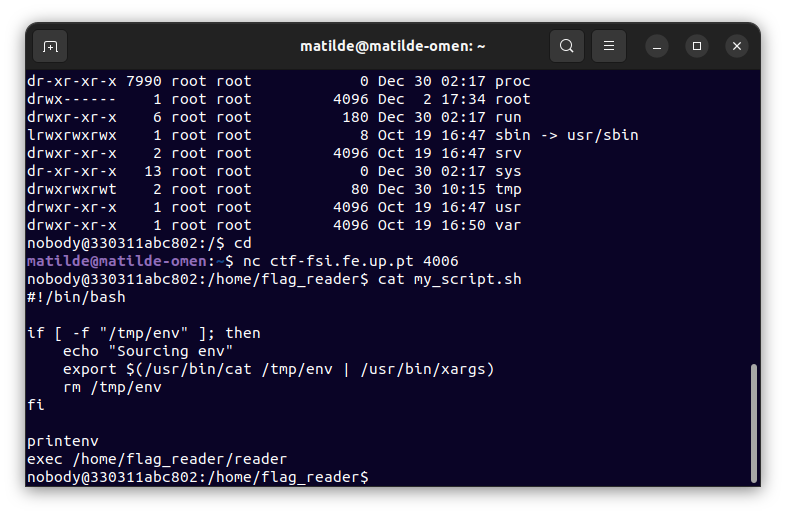 matilde@matilde-omen: ~
dr-xr-xr-x 7990 root root            0 Dec 30 02:17 proc
drwx------    1 root root         4096 Dec  2 17:34 root
drwxr-xr-x    6 root root          180 Dec 30 02:17 run
lrwxrwxrwx    1 root root            8 Oct 19 16:47 sbin -> usr/sbin
drwxr-xr-x    2 root root         4096 Oct 19 16:47 srv
dr-xr-xr-x   13 root root            0 Dec 30 02:17 sys
drwxrwxrwt    2 root root           80 Dec 30 10:15 tmp
drwxr-xr-x    1 root root         4096 Oct 19 16:47 usr
drwxr-xr-x    1 root root         4096 Oct 19 16:50 var
nobody@330311abc802:/$ cd
matilde@matilde-omen:~$ nc ctf-fsi.fe.up.pt 4006
nobody@330311abc802:/home/flag_reader$ cat my_script.sh
#!/bin/bash
if [ -f "/tmp/env" ]; then
    echo "Sourcing env"
    export $(/usr/bin/cat /tmp/env | /usr/bin/xargs)
    rm /tmp/env
fi
printenv
exec /home/flag_reader/reader
nobody@330311abc802:/home/flag_reader$